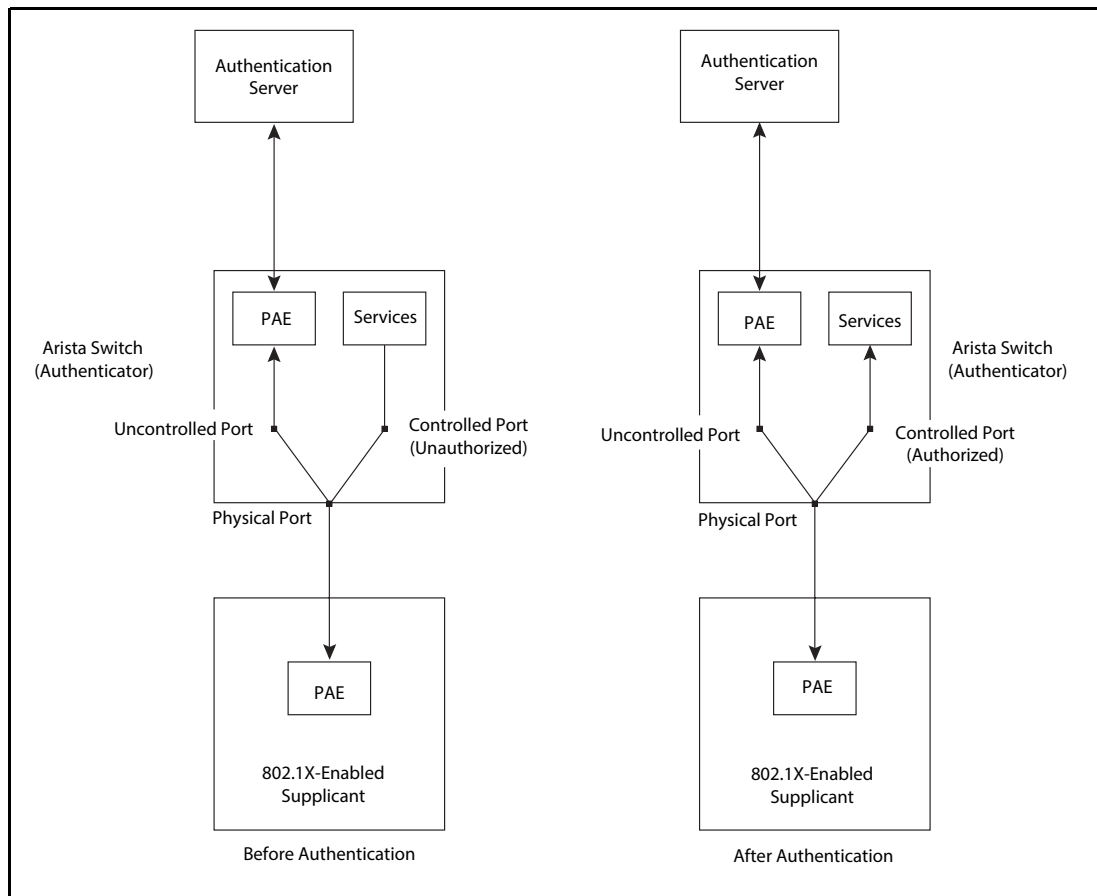 Authentication
Server
PAE
Services
Arista Switch
(Authenticator)
Uncontrolled Port
Controlled Port
(Unauthorized)
Physical Port
PAE
802.1X-Enabled
Supplicant
Before Authentication
Authentication
Server
PAE
Services
Arista Switch
(Authenticator)
Uncontrolled Port
Controlled Port
(Authorized)
Physical Port
PAE
802.1X-Enabled
Supplicant
After Authentication